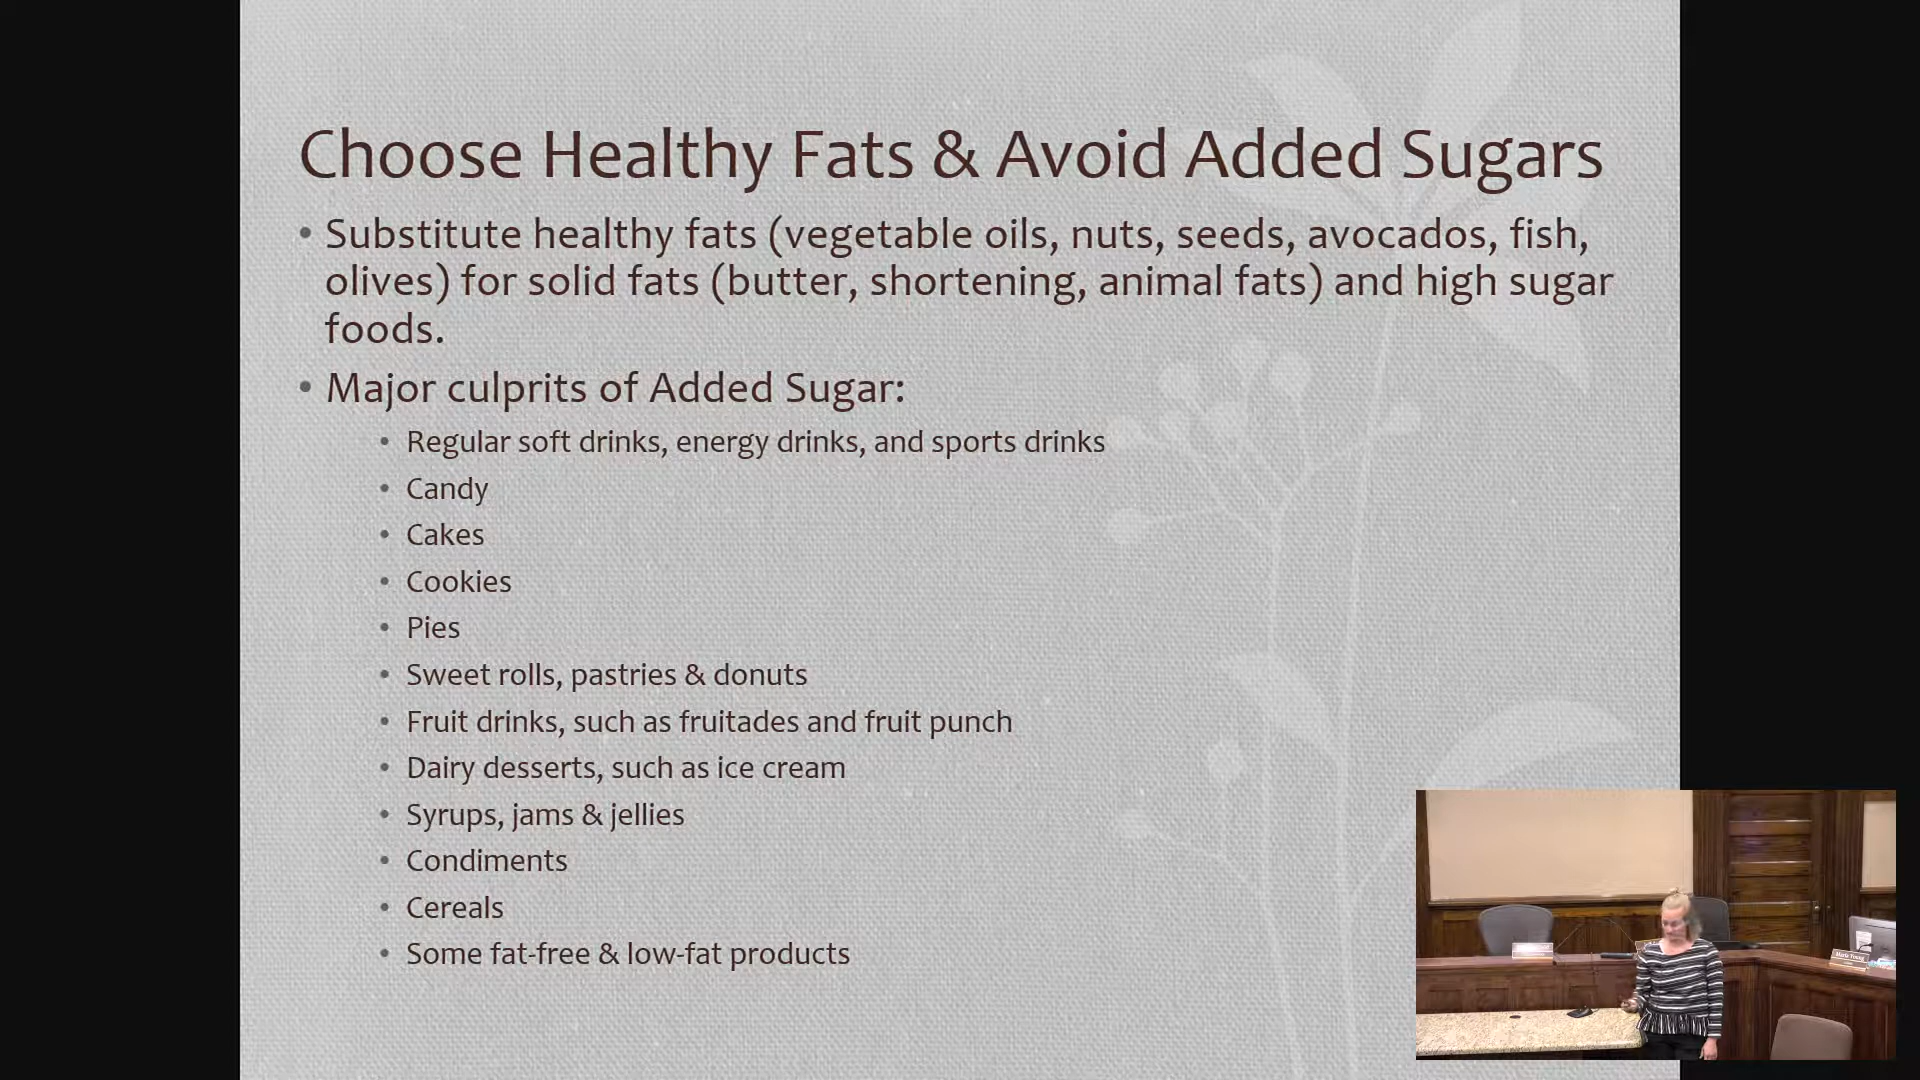 Choose Healthy Fats & Avoid Added Sugars
• Substitute healthy fats (vegetable oils, nuts, seeds, avocados, fish,
olives) for solid fats (butter, shortening, animal fats) and high sugar
foods.
• Major culprits of Added Sugar:
• Regular soft drinks, energy drinks, and sports drinks
• Candy
• Cakes
• Cookies
• Pies
• Sweet rolls, pastries & donuts
• Fruit drinks, such as fruitades and fruit punch
• Dairy desserts, such as ice cream
• Syrups, jams & jellies
• Condiments
• Cereals
• Some fat-free & low-fat products